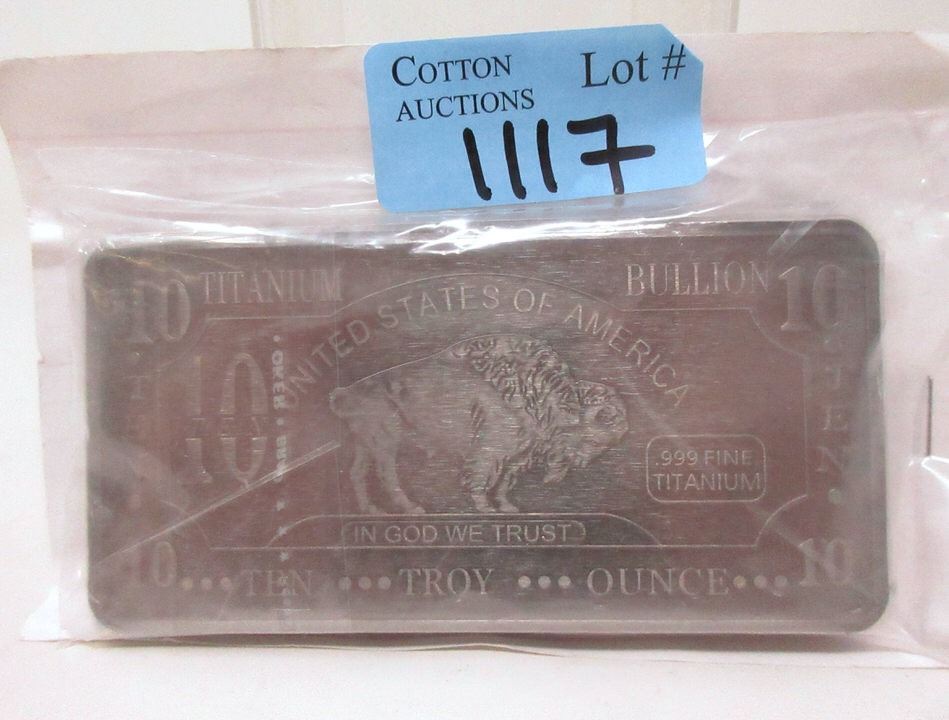 COTTON AUCTIONS
Lot #
1117
10 TITANIUM BULLION 10
UNITED STATES OF AMERICA
10
TEN
TEN
.999 FINE
TITANIUM
IN GOD WE TRUST
10 ••• TEN ••• TROY ••• OUNCE ••• 10